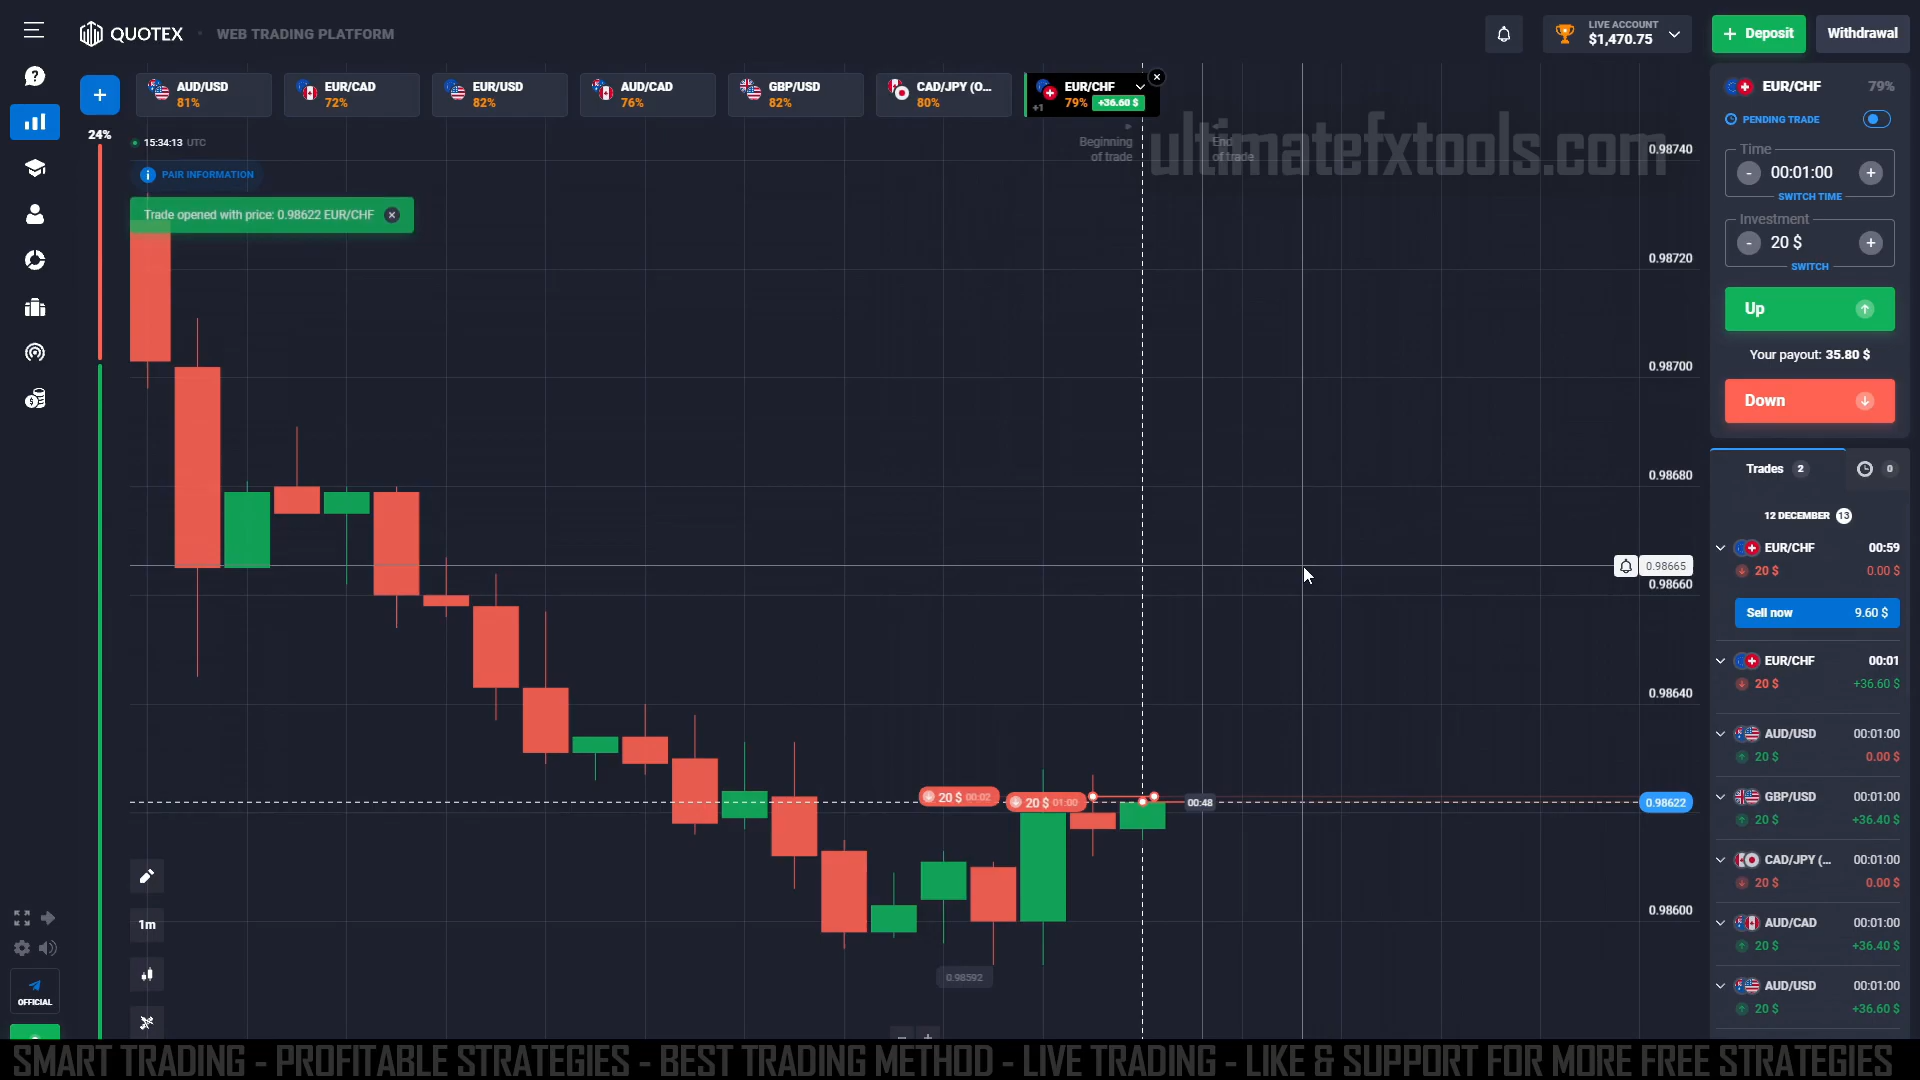 QUOTEX
WEB TRADING PLATFORM
LIVE ACCOUNT
$1,470.75
+ Deposit
Withdrawal
AUD/USD
81%
EUR/CAD
72%
EUR/USD
82%
AUD/CAD
76%
GBP/USD
82%
CAD/JPY (O...
80%
EUR/CHF
+1
79%
+36.60 $
24%
15:34:13 UTC
Beginning
of trade
End
of trade
ultimatefxtools.com
PAIR INFORMATION
Trade opened with price: 0.98622 EUR/CHF
0.98740
0.98720
0.98700
0.98680
0.98665
0.98660
0.98640
0.98622
0.98600
20 $ 00:02
20 $ 01:00
00:48
0.98592
1m
OFFICIAL
EUR/CHF
79%
PENDING TRADE
Time
- 00:01:00 +
SWITCH TIME
Investment
- 20 $ +
SWITCH
Up
Your payout: 35.80 $
Down
Trades 2
0
12 DECEMBER 13
EUR/CHF 00:59
20 $ 0.00 $
Sell now 9.60 $
EUR/CHF 00:01
20 $ +36.60 $
AUD/USD 00:01:00
20 $ 0.00 $
GBP/USD 00:01:00
20 $ +36.40 $
CAD/JPY (... 00:01:00
20 $ 0.00 $
AUD/CAD 00:01:00
20 $ +36.40 $
AUD/USD 00:01:00
20 $ +36.60 $
SMART TRADING - PROFITABLE STRATEGIES - BEST TRADING METHOD - LIVE TRADING - LIKE & SUPPORT FOR MORE FREE STRATEGIES